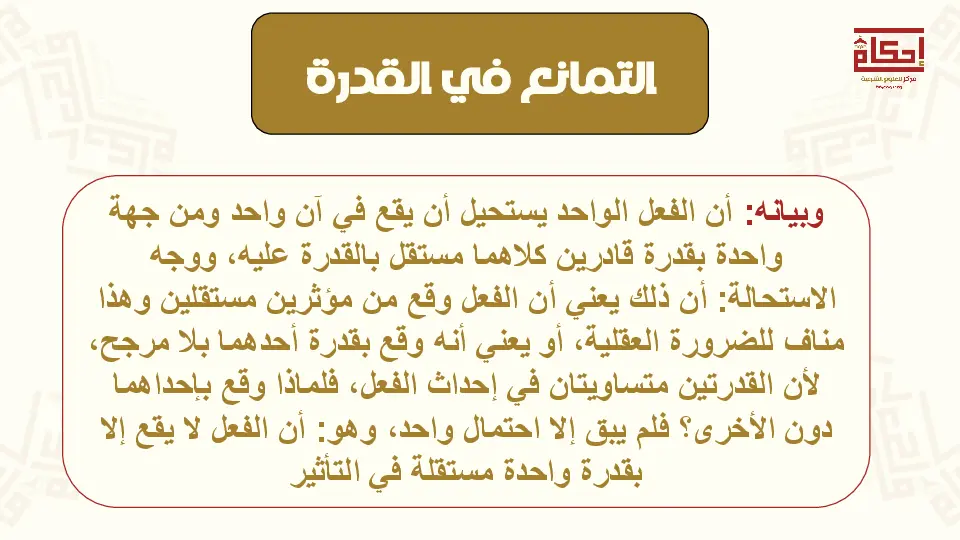 إحكام
مركز للعلوم الشرعية
التمانع في القدرة
وبيانه: أن الفعل الواحد يستحيل أن يقع في آن واحد ومن جهة
واحدة بقدرة قادرين كلاهما مستقل بالقدرة عليه، ووجه
الاستحالة: أن ذلك يعني أن الفعل وقع من مؤثرين مستقلين وهذا
مناف للضرورة العقلية، أو يعني أنه وقع بقدرة أحدهما بلا مرجح،
لأن القدرتين متساويتان في إحداث الفعل، فلماذا وقع بإحداهما
دون الأخرى؟ فلم يبق إلا احتمال واحد، وهو: أن الفعل لا يقع إلا
بقدرة واحدة مستقلة في التأثير